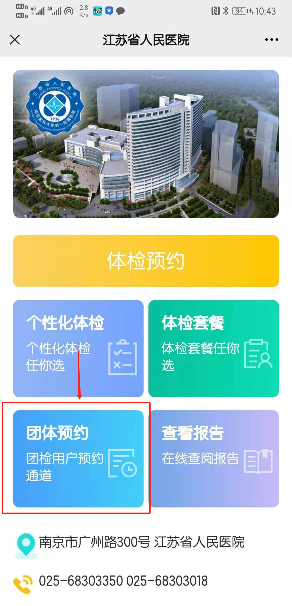 10:43
江苏省人民医院
体检预约
个性化体检
个性化体检
任你选
体检套餐
体检套餐任你
选
团体预约
团检用户预约
通道
查看报告
在线查阅报告
南京市广州路300号 江苏省人民医院
025-68303350 025-68303018